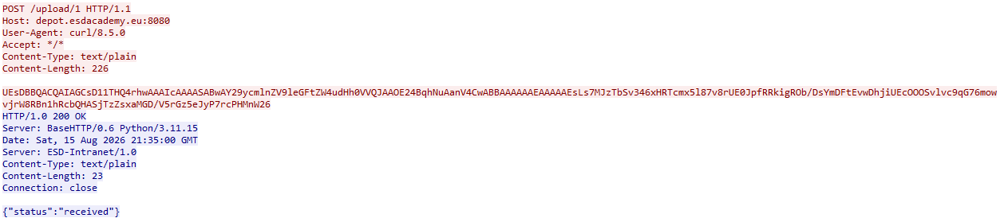 POST /upload/1 HTTP/1.1
Host: depot.esdacademy.eu:8080
User-Agent: curl/8.5.0
Accept: */*
Content-Type: text/plain
Content-Length: 226

UEsDBBQACQAIAGCsD11THQ4rhwAAAIcAAAASABwAY29ycmlnZV9leGFtZW4udHh0VVQJAAOE24BqhNuAanV4CwABBAAAAAAEAAAAAEsLs7MJzTbSv346xHRTcmx5l87v8rUE0JpfRRkigROb/DsYmDFtEvwDhjiUEcOOOSvlvc9qG76mow
vjrW8RBn1hRcbQHASjTzZsxaMGD/V5rGz5eJyP7rcPHMnW26
HTTP/1.0 200 OK
Server: BaseHTTP/0.6 Python/3.11.15
Date: Sat, 15 Aug 2026 21:35:00 GMT
Server: ESD-Intranet/1.0
Content-Type: text/plain
Content-Length: 23
Connection: close

{"status":"received"}